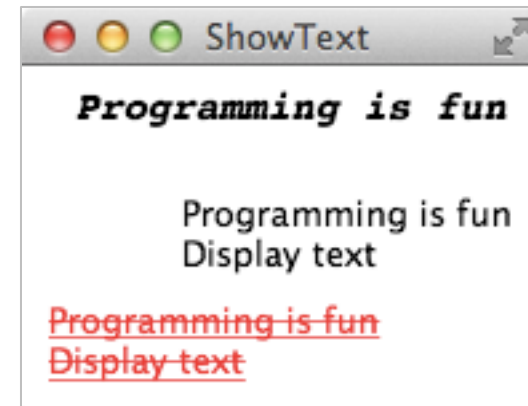 ShowText
Programming is fun
Programming is fun
Display text
Programming is fun
Display text